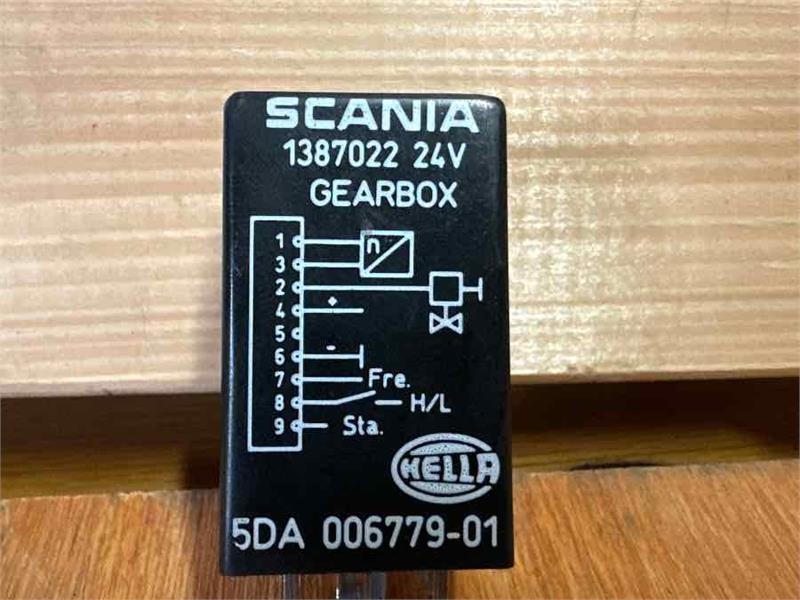 SCANIA
1387022 24V
GEARBOX
1
n
3
2
4 +
5
6 -
7 Fre.
8 H/L
9 Sta.
HELLA
5DA 006779-01